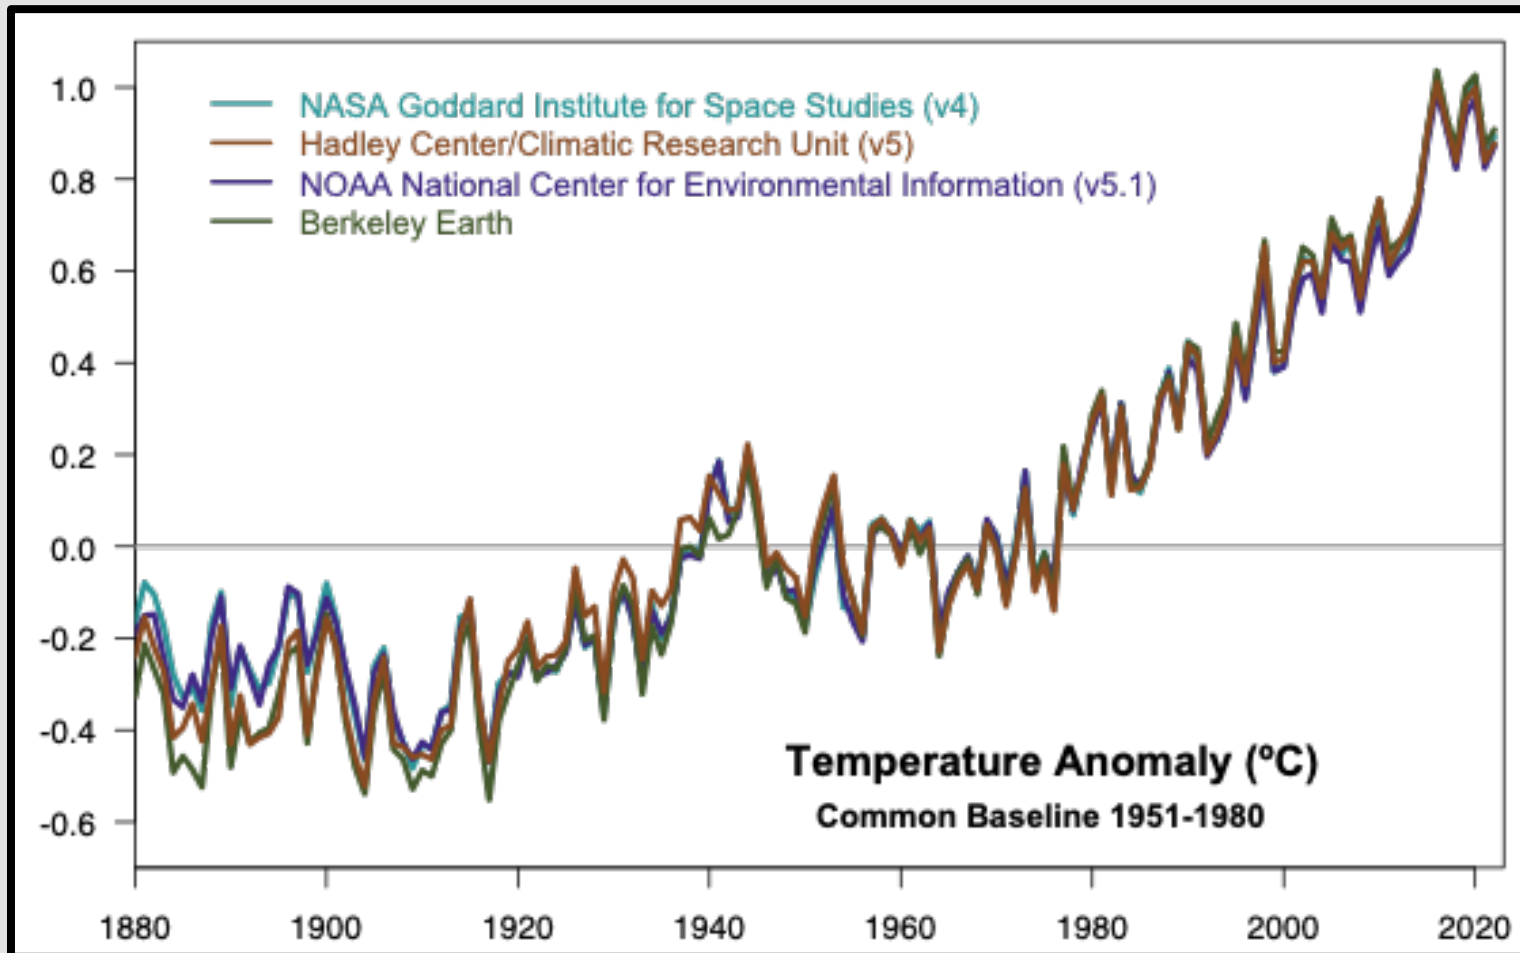 1.0
0.8
0.6
0.4
0.2
0.0
-0.2
-0.4
-0.6
NASA Goddard Institute for Space Studies (v4)
Hadley Center/Climatic Research Unit (v5)
NOAA National Center for Environmental Information (v5.1)
Berkeley Earth
Temperature Anomaly (ºC)
Common Baseline 1951-1980
1880 1900 1920 1940 1960 1980 2000 2020